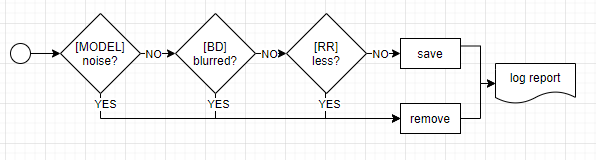 [MODEL]
noise?
NO
[BD]
blurred?
NO
[RR]
less?
NO
save
log report
YES
YES
YES
remove